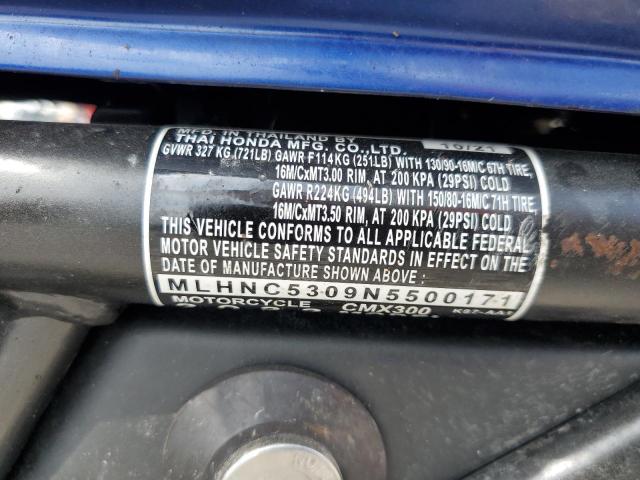 MFD. IN THAILAND BY
THAI HONDA MFG. CO., LTD. 10/21
GVWR 327 KG (721LB) GAWR F114KG (251LB) WITH 130/90-16M/C 67H TIRE,
16M/CxMT3.00 RIM, AT 200 KPA (29PSI) COLD
GAWR R224KG (494LB) WITH 150/80-16M/C 71H TIRE,
16M/CxMT3.50 RIM, AT 200 KPA (29PSI) COLD
THIS VEHICLE CONFORMS TO ALL APPLICABLE FEDERAL
MOTOR VEHICLE SAFETY STANDARDS IN EFFECT ON THE
DATE OF MANUFACTURE SHOWN ABOVE:
MLHNC5309N5500171
MOTORCYCLE CMX300